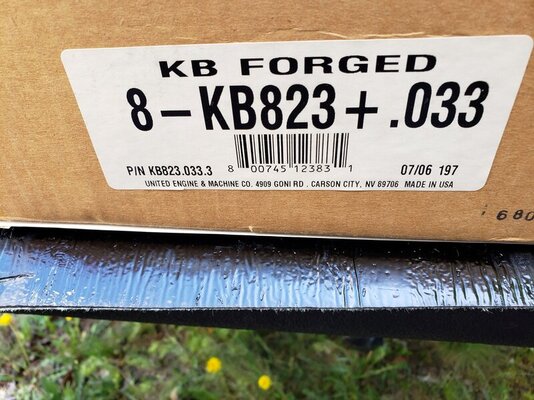 KB FORGED
8-KB823+.033
P/N KB823.033.3
8 00745 12383 1
07/06 197
UNITED ENGINE & MACHINE CO. 4909 GONI RD. CARSON CITY, NV 89706 MADE IN USA
680